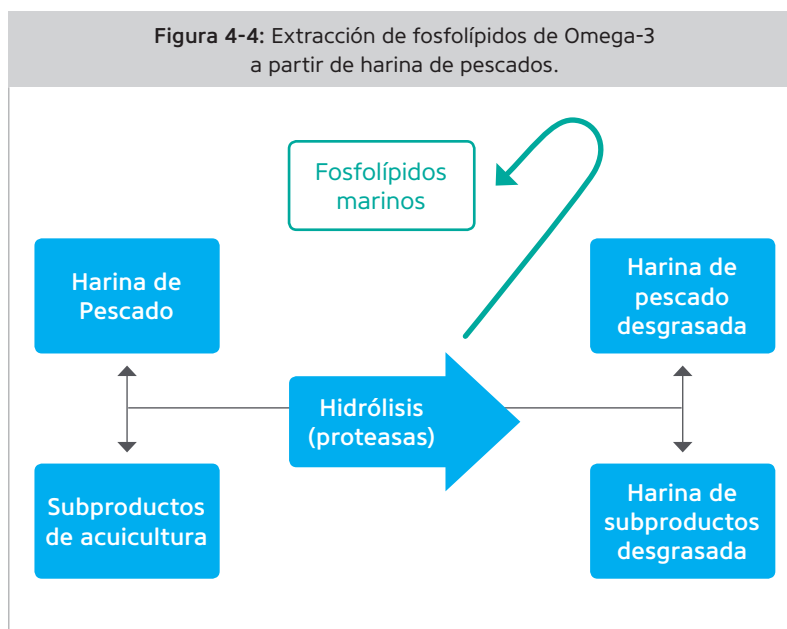 Figura 4-4: Extracción de fosfolípidos de Omega-3
a partir de harina de pescados.
Fosfolípidos
marinos
Harina de
Pescado
Harina de
pescado
desgrasada
Hidrólisis
(proteasas)
Subproductos
de acuicultura
Harina de
subproductos
desgrasada